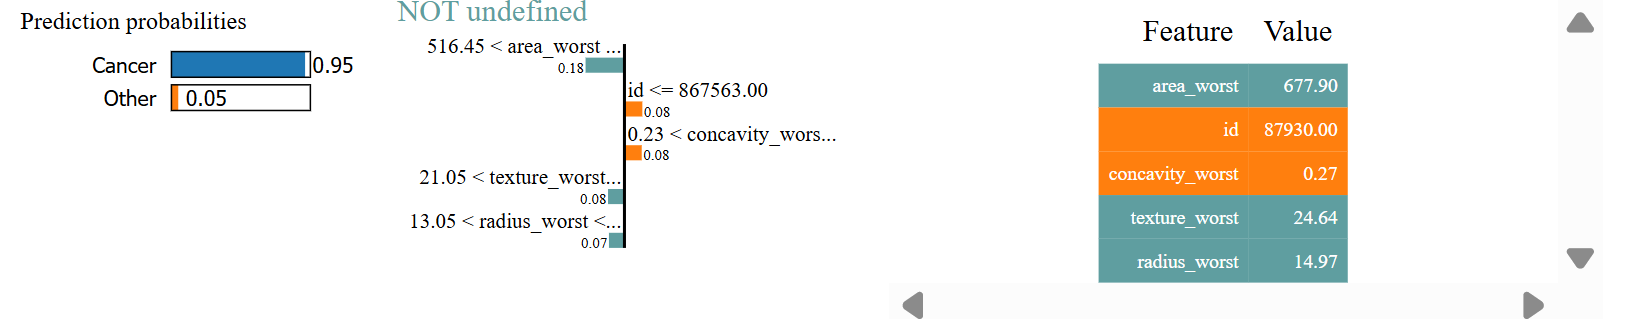 Prediction probabilities
Cancer 0.95
Other 0.05
NOT undefined
516.45 < area_worst ...
0.18
id <= 867563.00
0.08
0.23 < concavity_wors...
0.08
21.05 < texture_worst...
0.08
13.05 < radius_worst <...
0.07
Feature Value
area_worst 677.90
id 87930.00
concavity_worst 0.27
texture_worst 24.64
radius_worst 14.97